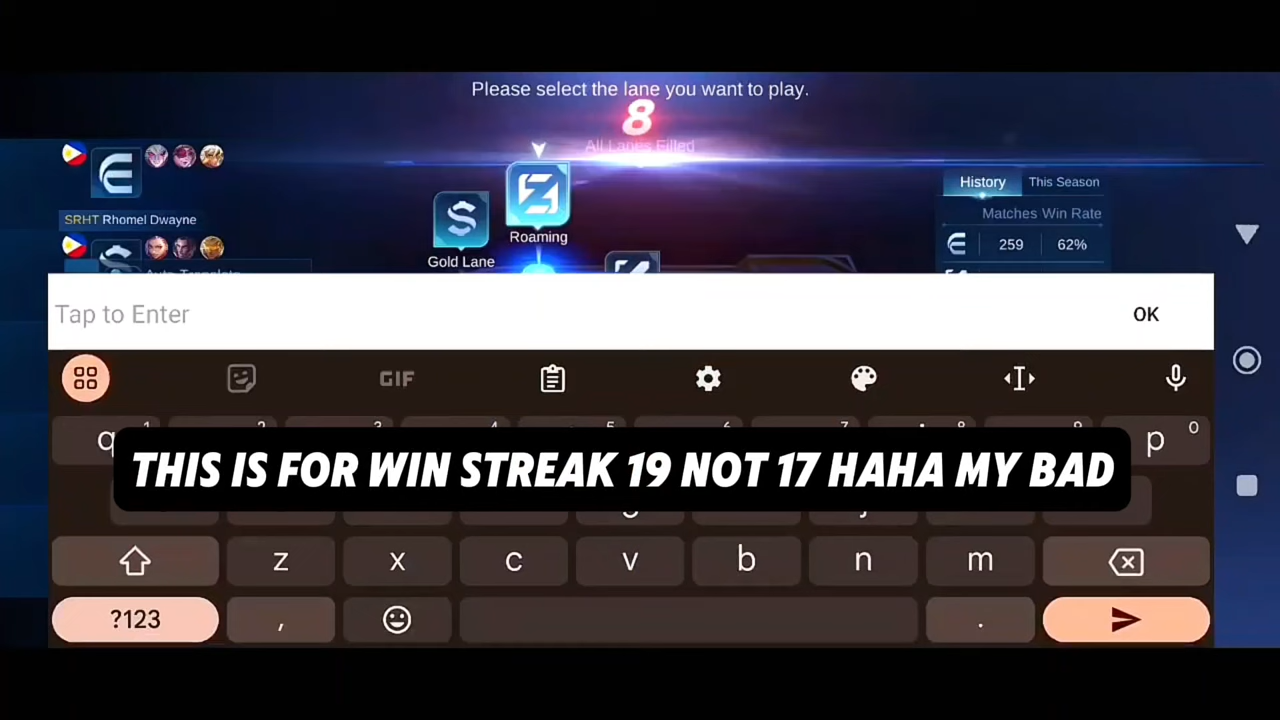 Please select the lane you want to play.
8
All Lanes Filled
SRHT Rhomel Dwayne
Roaming
Gold Lane
History
This Season
Matches Win Rate
259
62%
Tap to Enter
OK
GIF
q
p
0
THIS IS FOR WIN STREAK 19 NOT 17 HAHA MY BAD
z x c v b n m
?123
,
.